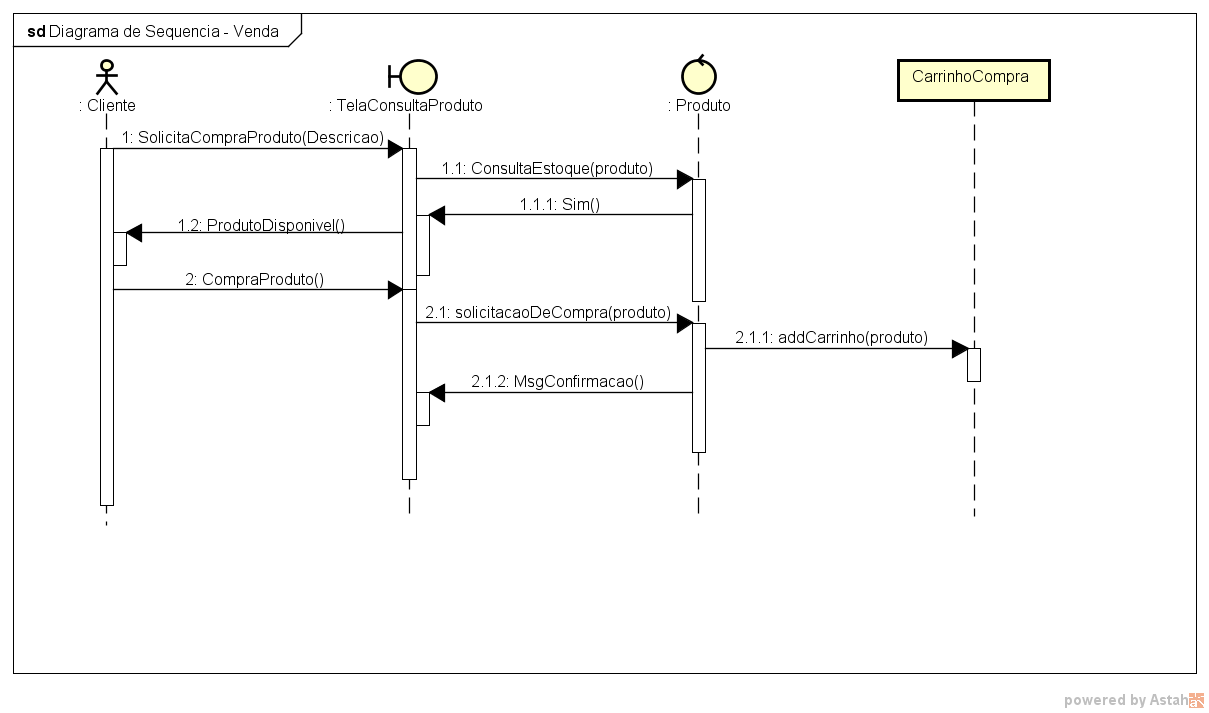 sd Diagrama de Sequencia - Venda
: Cliente
: TelaConsultaProduto
: Produto
CarrinhoCompra
1: SolicitaCompraProduto(Descricao)
1.1: ConsultaEstoque(produto)
1.1.1: Sim()
1.2: ProdutoDisponivel()
2: CompraProduto()
2.1: solicitacaoDeCompra(produto)
2.1.1: addCarrinho(produto)
2.1.2: MsgConfirmacao()
powered by Astah